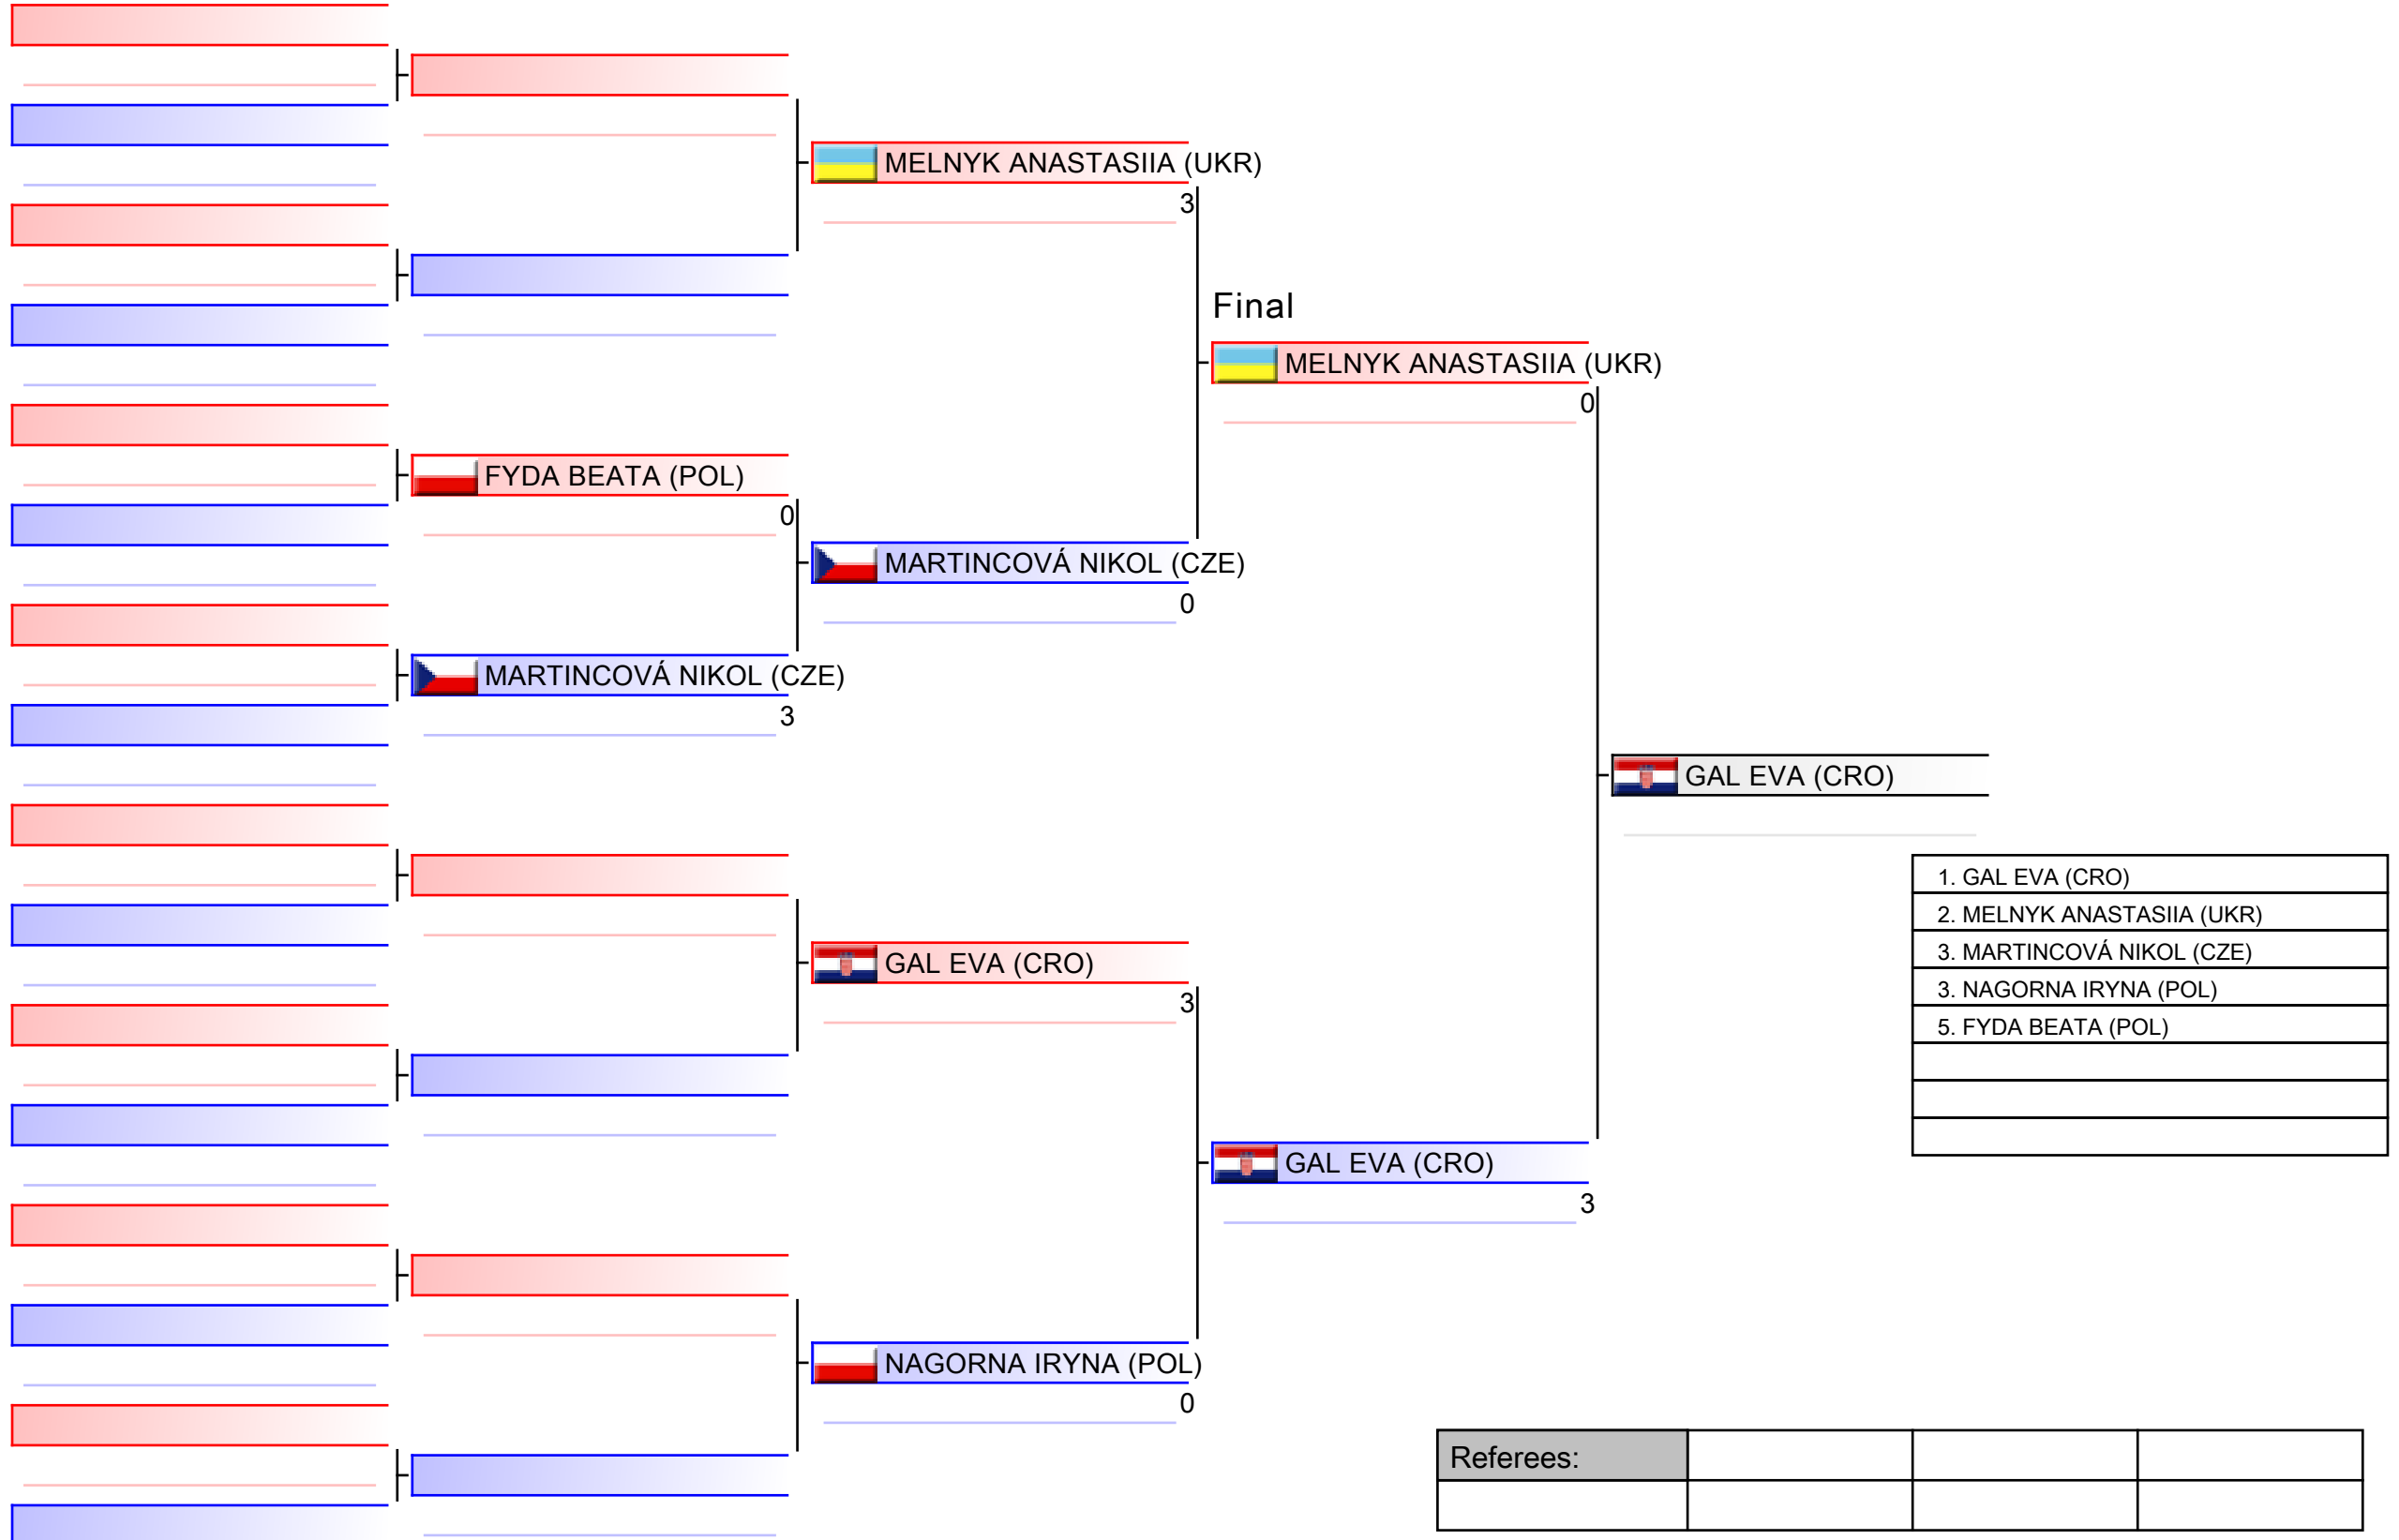 MELNYK ANASTASIIA (UKR)
3
Final
MELNYK ANASTASIIA (UKR)
0
FYDA BEATA (POL)
0
MARTINCOVÁ NIKOL (CZE)
0
MARTINCOVÁ NIKOL (CZE)
3
GAL EVA (CRO)
1. GAL EVA (CRO)
2. MELNYK ANASTASIIA (UKR)
3. MARTINCOVÁ NIKOL (CZE)
3. NAGORNA IRYNA (POL)
5. FYDA BEATA (POL)
GAL EVA (CRO)
3
GAL EVA (CRO)
3
NAGORNA IRYNA (POL)
0
Referees: